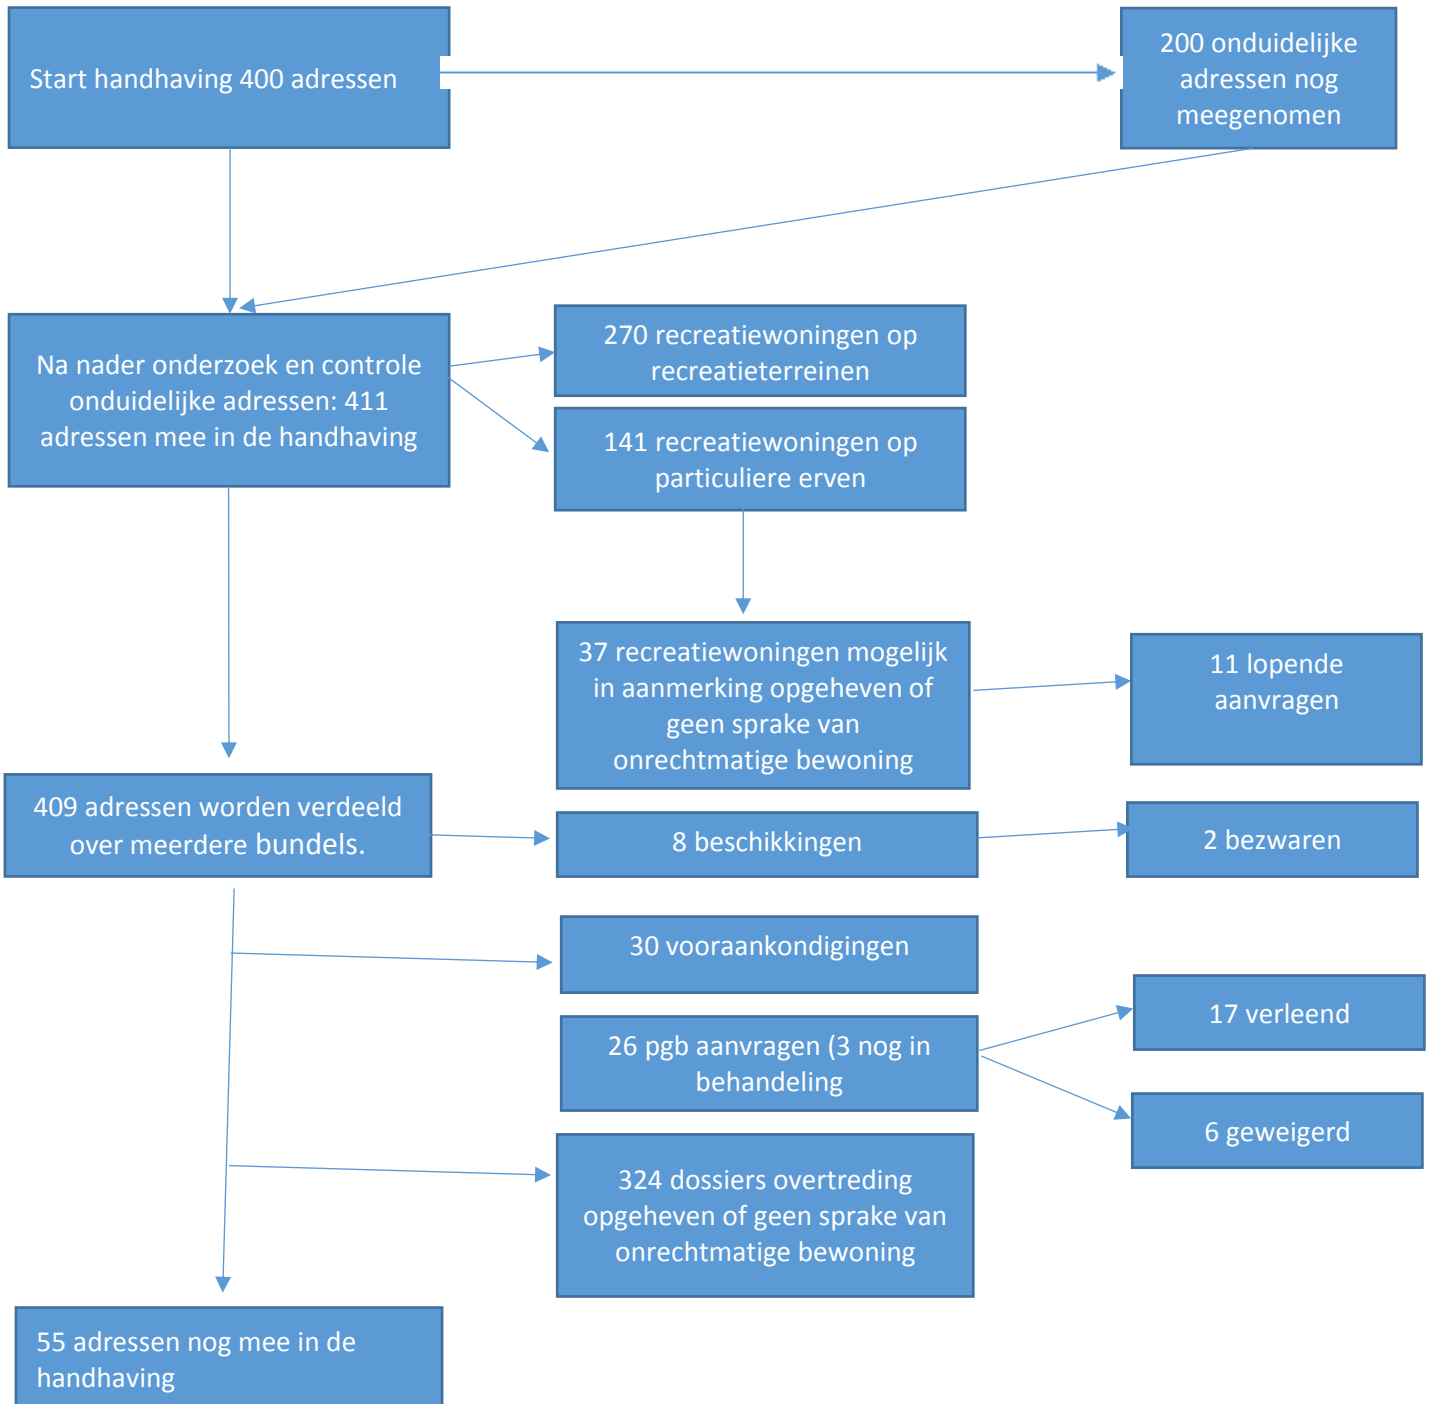 Start handhaving 400 adressen
200 onduidelijke
adressen nog
meegenomen
Na nader onderzoek en controle
onduidelijke adressen: 411
adressen mee in de handhaving
270 recreatiewoningen op
recreatieterreinen
141 recreatiewoningen op
particuliere erven
37 recreatiewoningen mogelijk
in aanmerking opgeheven of
geen sprake van
onrechtmatige bewoning
11 lopende
aanvragen
409 adressen worden verdeeld
over meerdere bundels.
8 beschikkingen
2 bezwaren
30 vooraankondigingen
26 pgb aanvragen (3 nog in
behandeling
17 verleend
6 geweigerd
324 dossiers overtreding
opgeheven of geen sprake van
onrechtmatige bewoning
55 adressen nog mee in de
handhaving